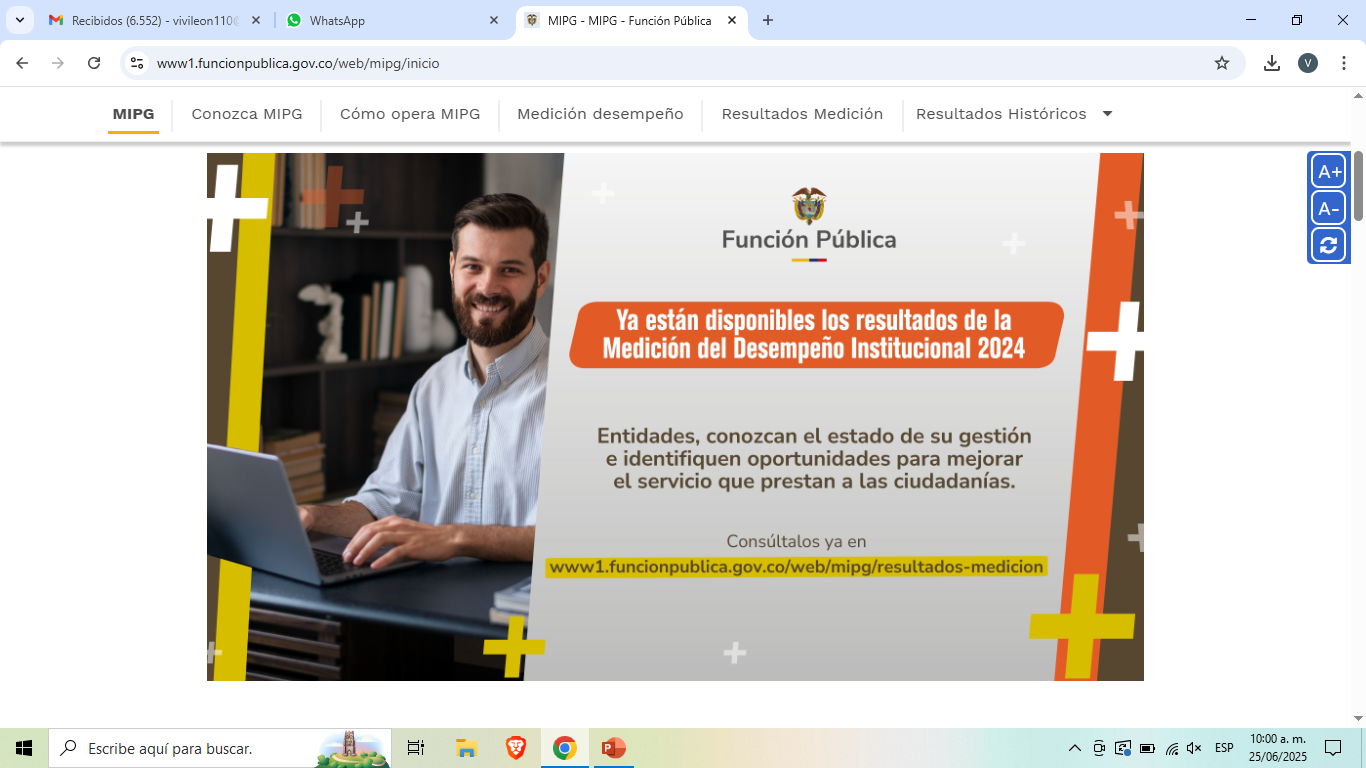 Recibidos (6.552) - vivileon110
WhatsApp
MIPG - MIPG - Función Pública
www1.funcionpublica.gov.co/web/mipg/inicio
V
MIPG
Conozca MIPG
Cómo opera MIPG
Medición desempeño
Resultados Medición
Resultados Históricos
A+
A-
Función Pública
Ya están disponibles los resultados de la
Medición del Desempeño Institucional 2024
Entidades, conozcan el estado de su gestión
e identifiquen oportunidades para mejorar
el servicio que prestan a las ciudadanías.
Consúltalos ya en
www1.funcionpublica.gov.co/web/mipg/resultados-medicion
Escribe aquí para buscar.
P
ESP
10:00 a. m.
25/06/2025